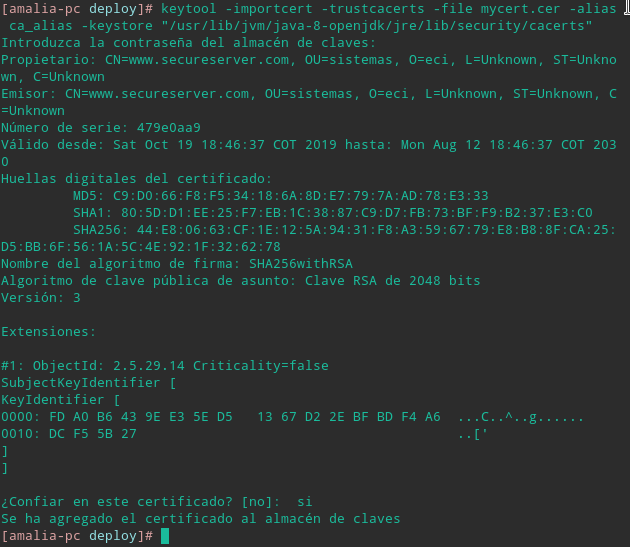 [amalia-pc deploy]# keytool -importcert -trustcacerts -file mycert.cer -alias
 ca_alias -keystore "/usr/lib/jvm/java-8-openjdk/jre/lib/security/cacerts"
Introduzca la contraseña del almacén de claves:
Propietario: CN=www.secureserver.com, OU=sistemas, O=eci, L=Unknown, ST=Unkno
wn, C=Unknown
Emisor: CN=www.secureserver.com, OU=sistemas, O=eci, L=Unknown, ST=Unknown, C
=Unknown
Número de serie: 479e0aa9
Válido desde: Sat Oct 19 18:46:37 COT 2019 hasta: Mon Aug 12 18:46:37 COT 203
0
Huellas digitales del certificado:
         MD5: C9:D0:66:F8:F5:34:18:6A:8D:E7:79:7A:AD:78:E3:33
         SHA1: 80:5D:D1:EE:25:F7:EB:1C:38:87:C9:D7:FB:73:BF:F9:B2:37:E3:C0
         SHA256: 44:E8:06:63:CF:1E:12:5A:94:31:F8:A3:59:67:79:E8:B8:8F:CA:25:
D5:BB:6F:56:1A:5C:4E:92:1F:32:62:78
Nombre del algoritmo de firma: SHA256withRSA
Algoritmo de clave pública de asunto: Clave RSA de 2048 bits
Versión: 3

Extensiones:

#1: ObjectId: 2.5.29.14 Criticality=false
SubjectKeyIdentifier [
KeyIdentifier [
0000: FD A0 B6 43 9E E3 5E D5   13 67 D2 2E BF BD F4 A6  ...C..^..g......
0010: DC F5 5B 27                                        ..['
]
]

¿Confiar en este certificado? [no]:  si
Se ha agregado el certificado al almacén de claves
[amalia-pc deploy]#